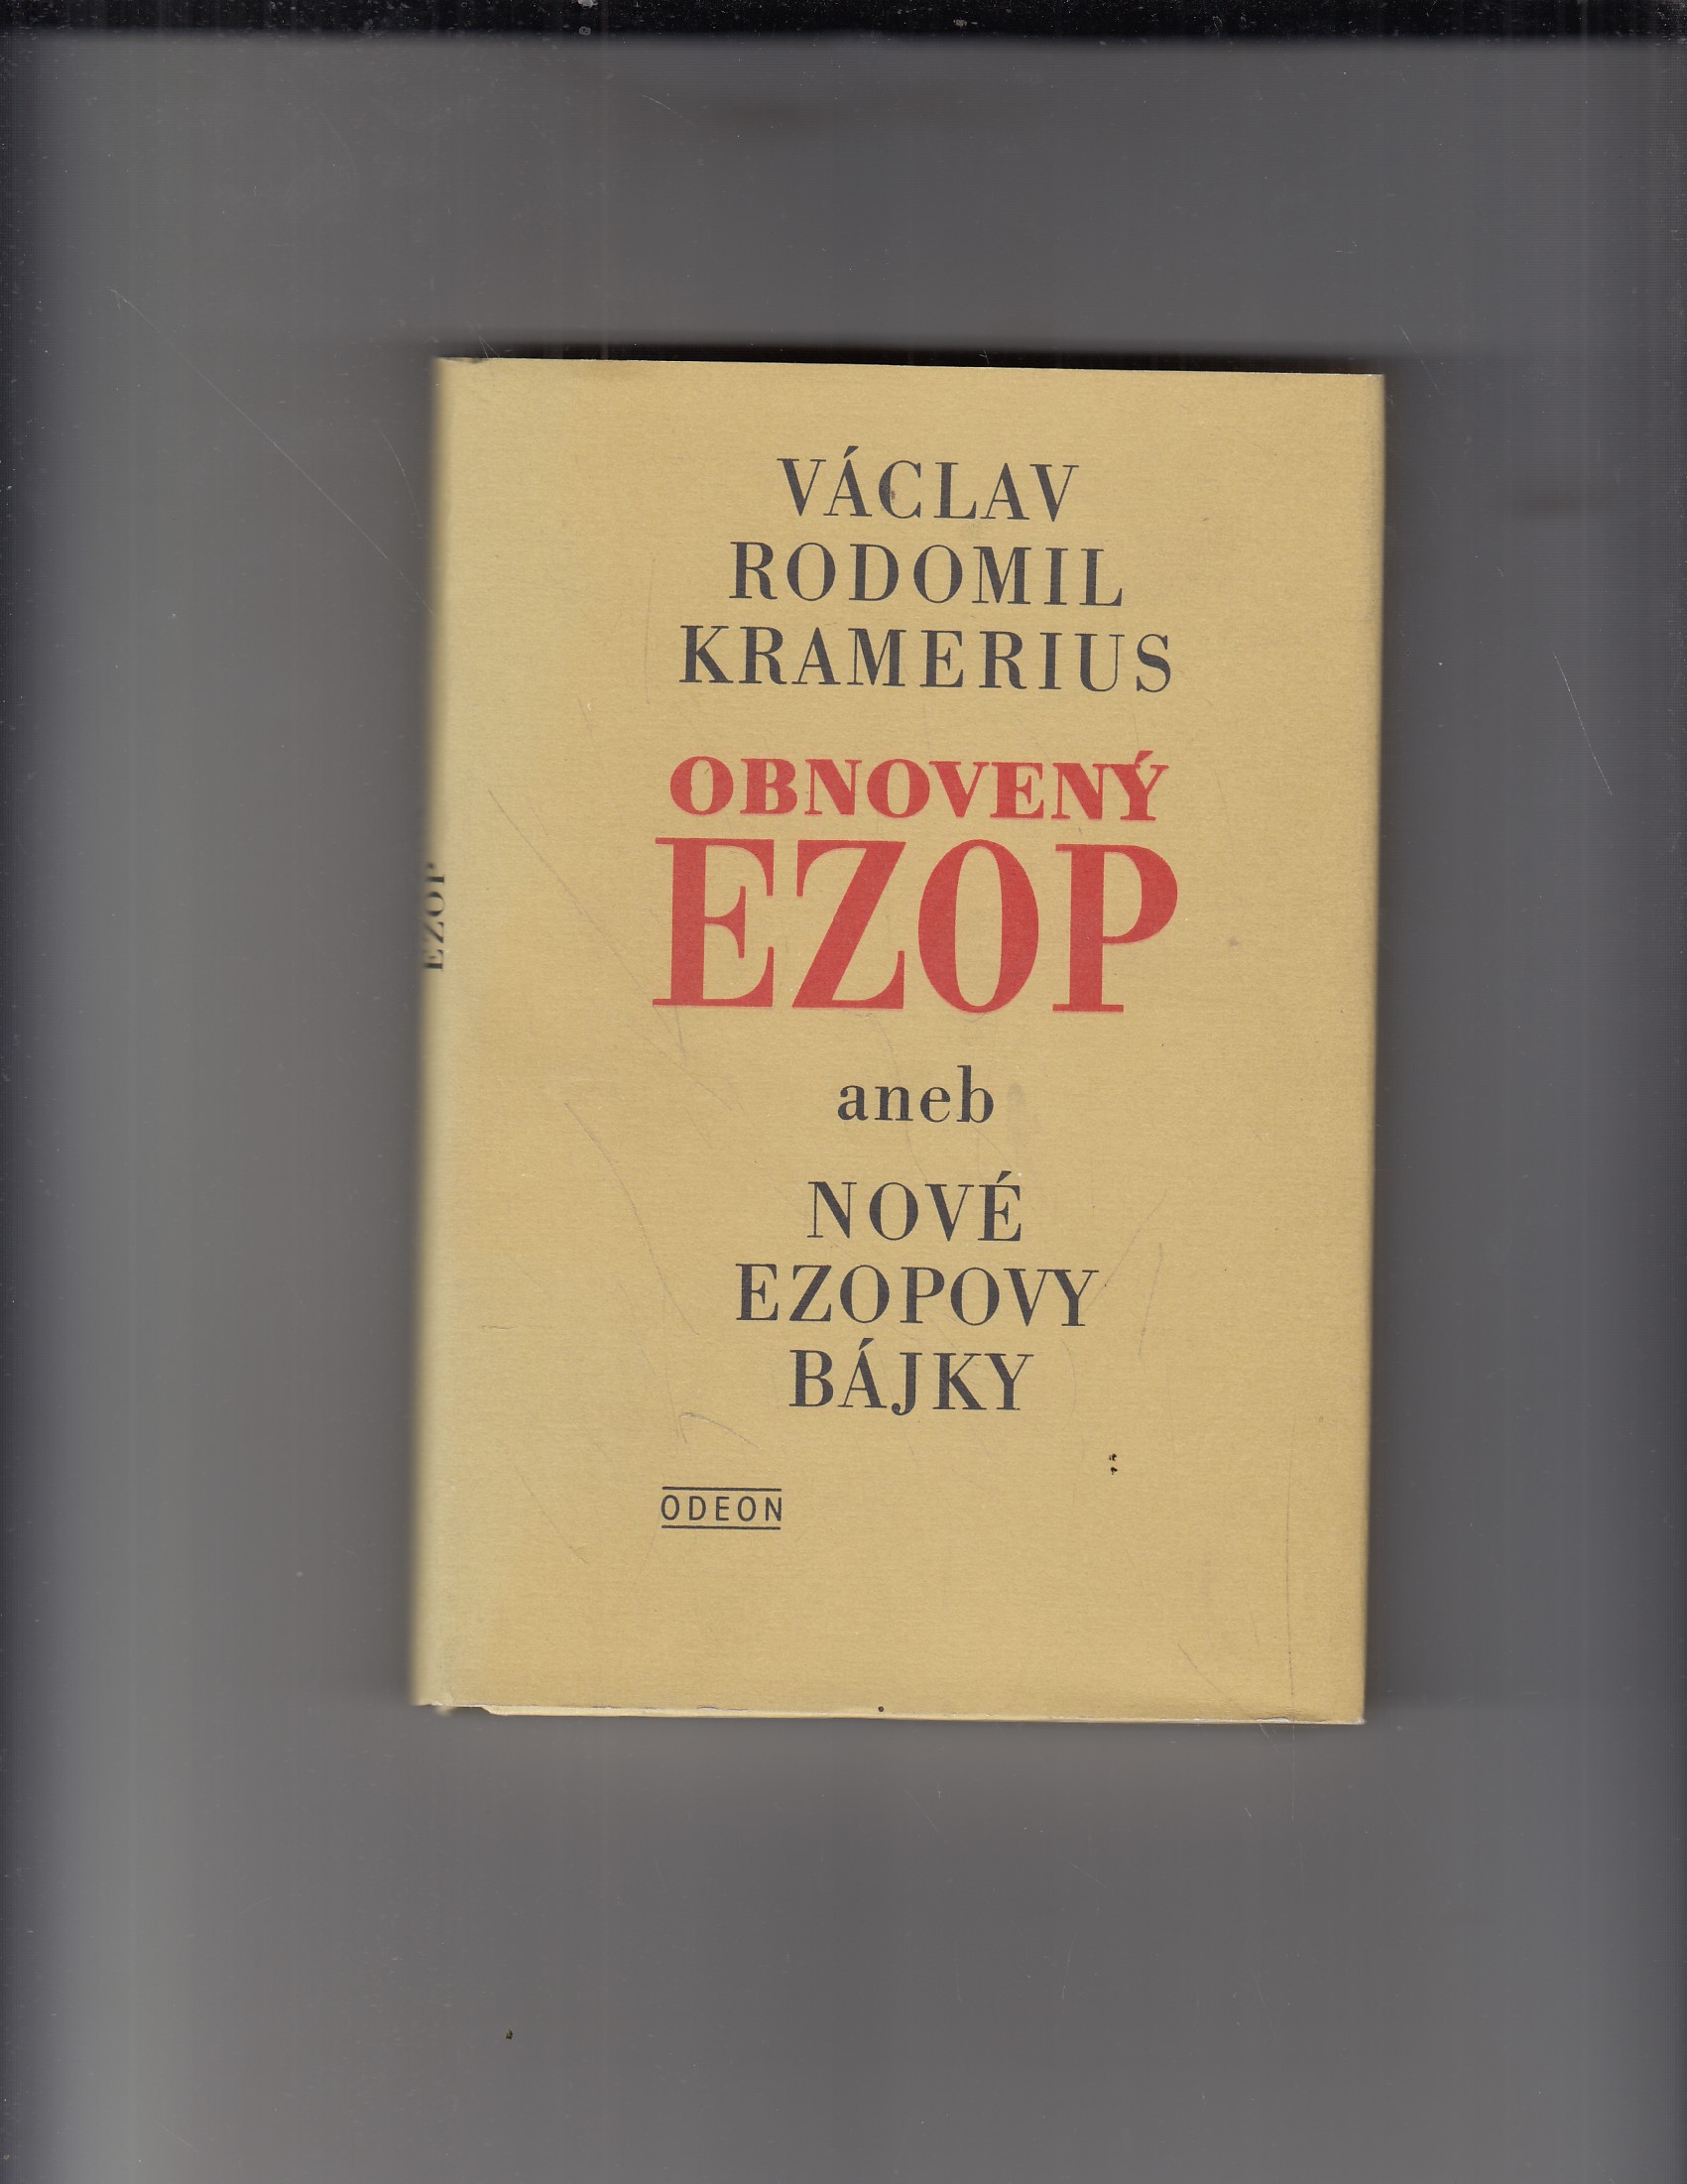 VÁCLAV
RODOMIL
KRAMERIUS
OBNOVENÝ
EZOP
aneb
NOVÉ
EZOPOVY
BÁJKY
ODEON
EZOP